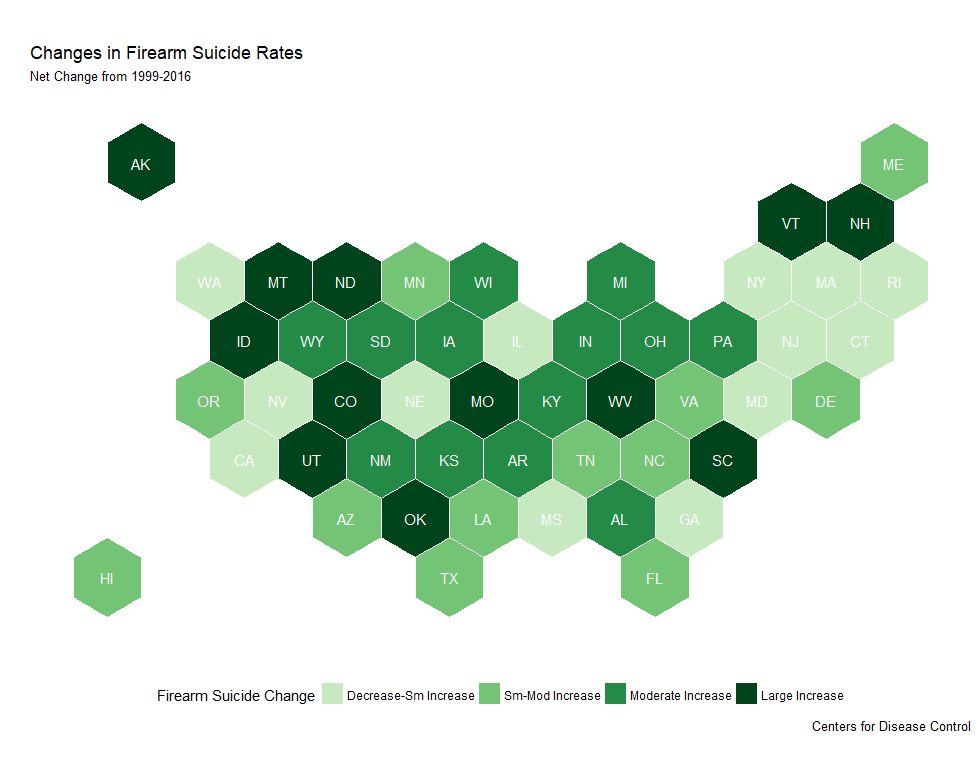 Changes in Firearm Suicide Rates
Net Change from 1999-2016
AK
ME
VT NH
WA MT ND MN WI MI NY MA RI
ID WY SD IA IL IN OH PA NJ CT
OR NV CO NE MO KY WV VA MD DE
CA UT NM KS AR TN NC SC
AZ OK LA MS AL GA
HI TX FL
Firearm Suicide Change Decrease-Sm Increase Sm-Mod Increase Moderate Increase Large Increase
Centers for Disease Control